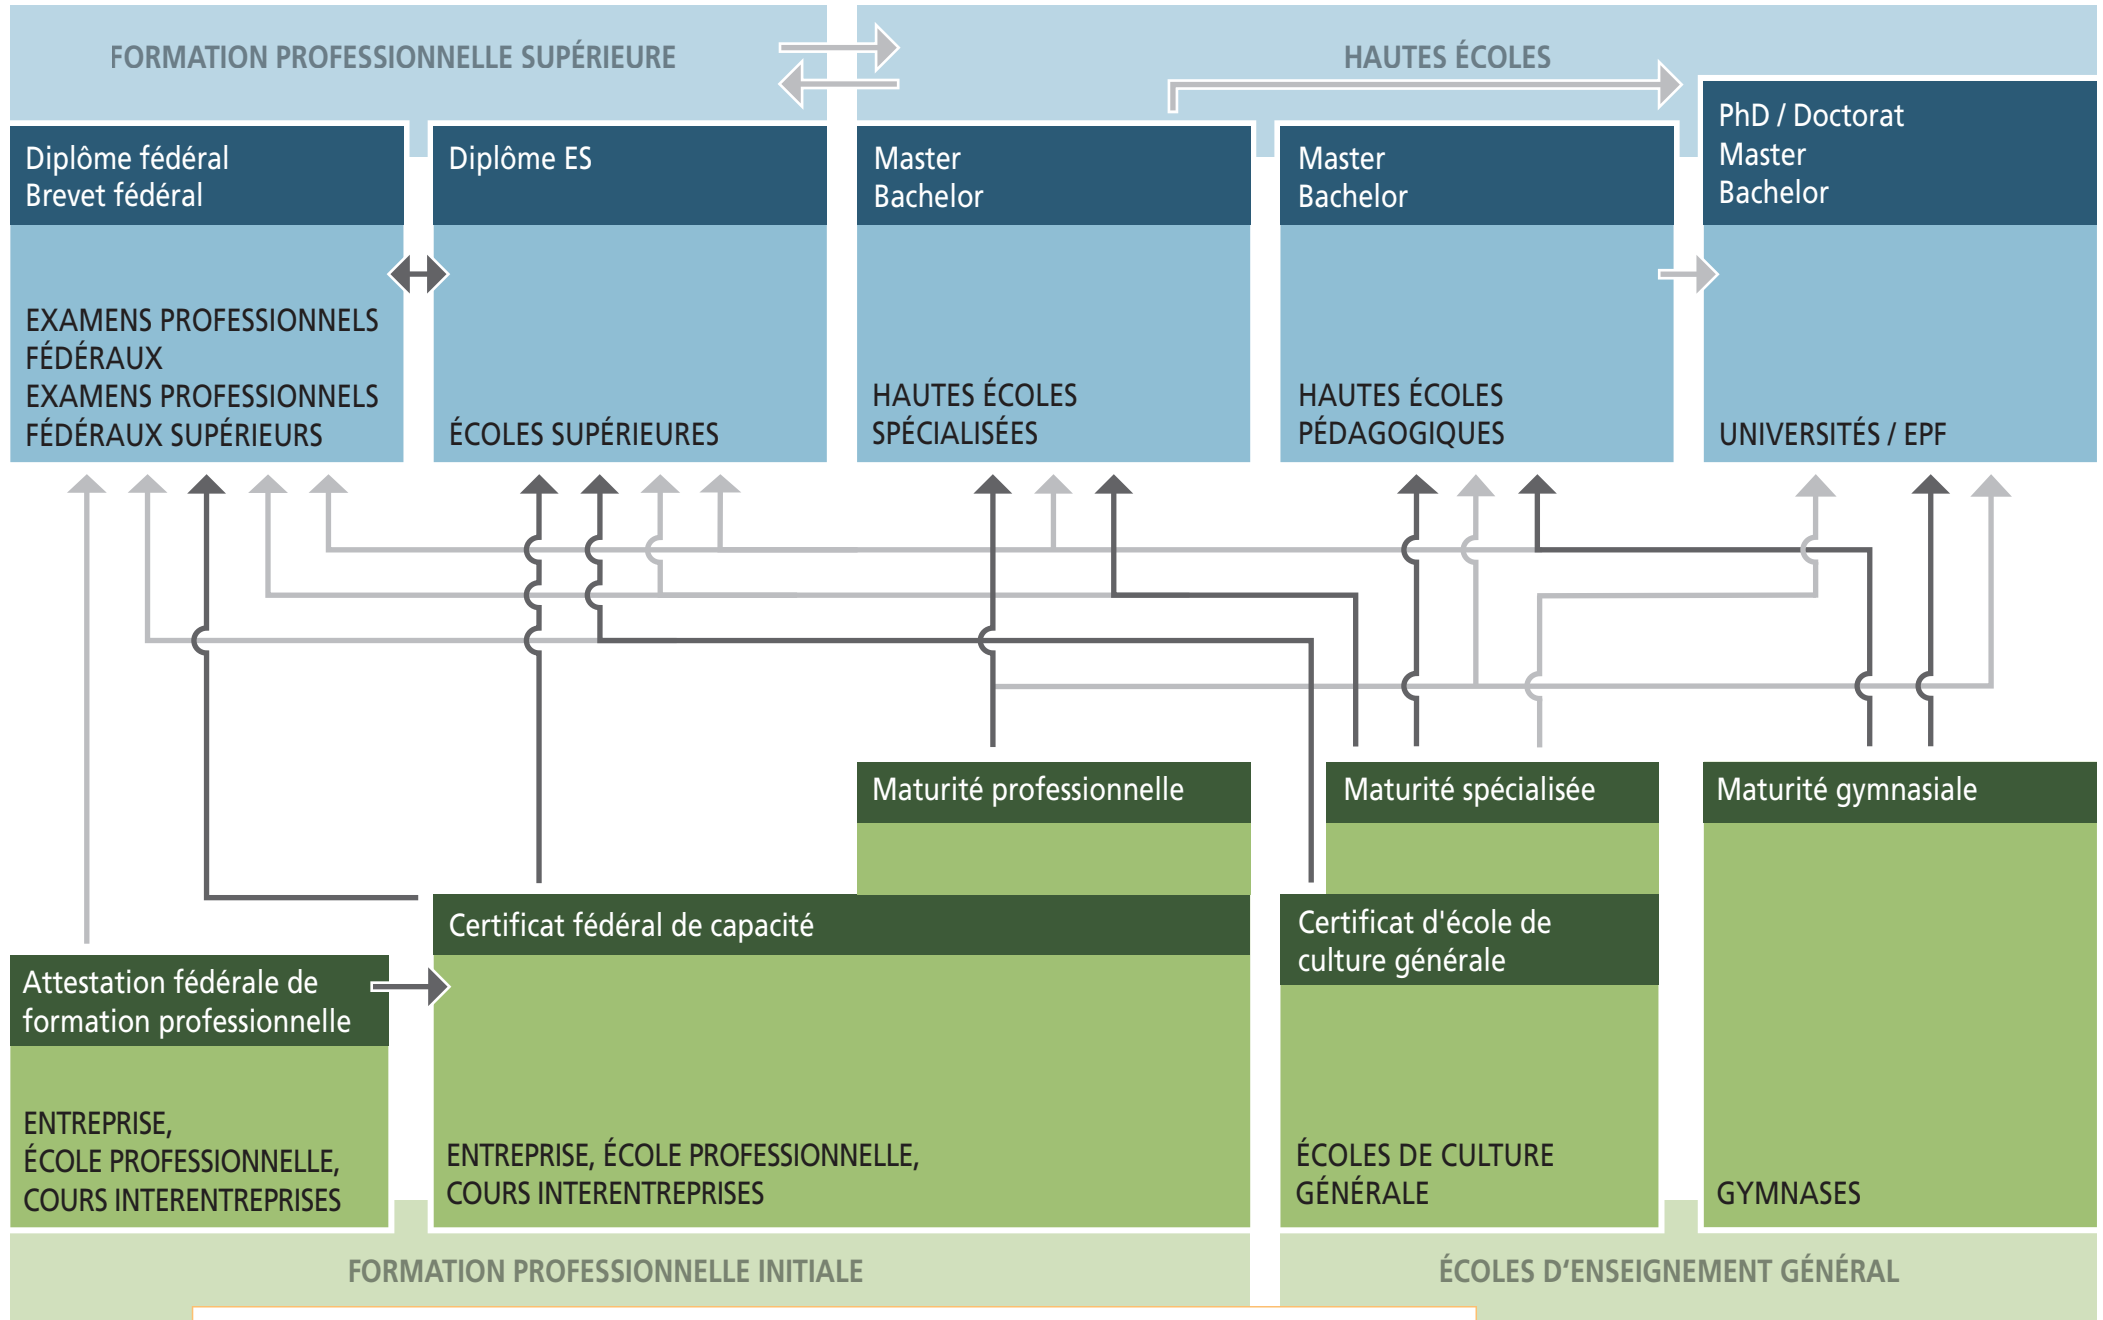 FORMATION PROFESSIONNELLE SUPÉRIEURE
HAUTES ÉCOLES
Diplôme fédéral
Brevet fédéral
EXAMENS PROFESSIONNELS
FÉDÉRAUX
EXAMENS PROFESSIONNELS
FÉDÉRAUX SUPÉRIEURS
Diplôme ES
ÉCOLES SUPÉRIEURES
Master
Bachelor
HAUTES ÉCOLES
SPÉCIALISÉES
Master
Bachelor
HAUTES ÉCOLES
PÉDAGOGIQUES
PhD / Doctorat
Master
Bachelor
UNIVERSITÉS / EPF
Maturité professionnelle
Maturité spécialisée
Maturité gymnasiale
Attestation fédérale de
formation professionnelle
ENTREPRISE,
ÉCOLE PROFESSIONNELLE,
COURS INTERENTREPRISES
Certificat fédéral de capacité
ENTREPRISE, ÉCOLE PROFESSIONNELLE,
COURS INTERENTREPRISES
Certificat d'école de
culture générale
ÉCOLES DE CULTURE
GÉNÉRALE
GYMNASES
FORMATION PROFESSIONNELLE INITIALE
ÉCOLES D‘ENSEIGNEMENT GÉNÉRAL